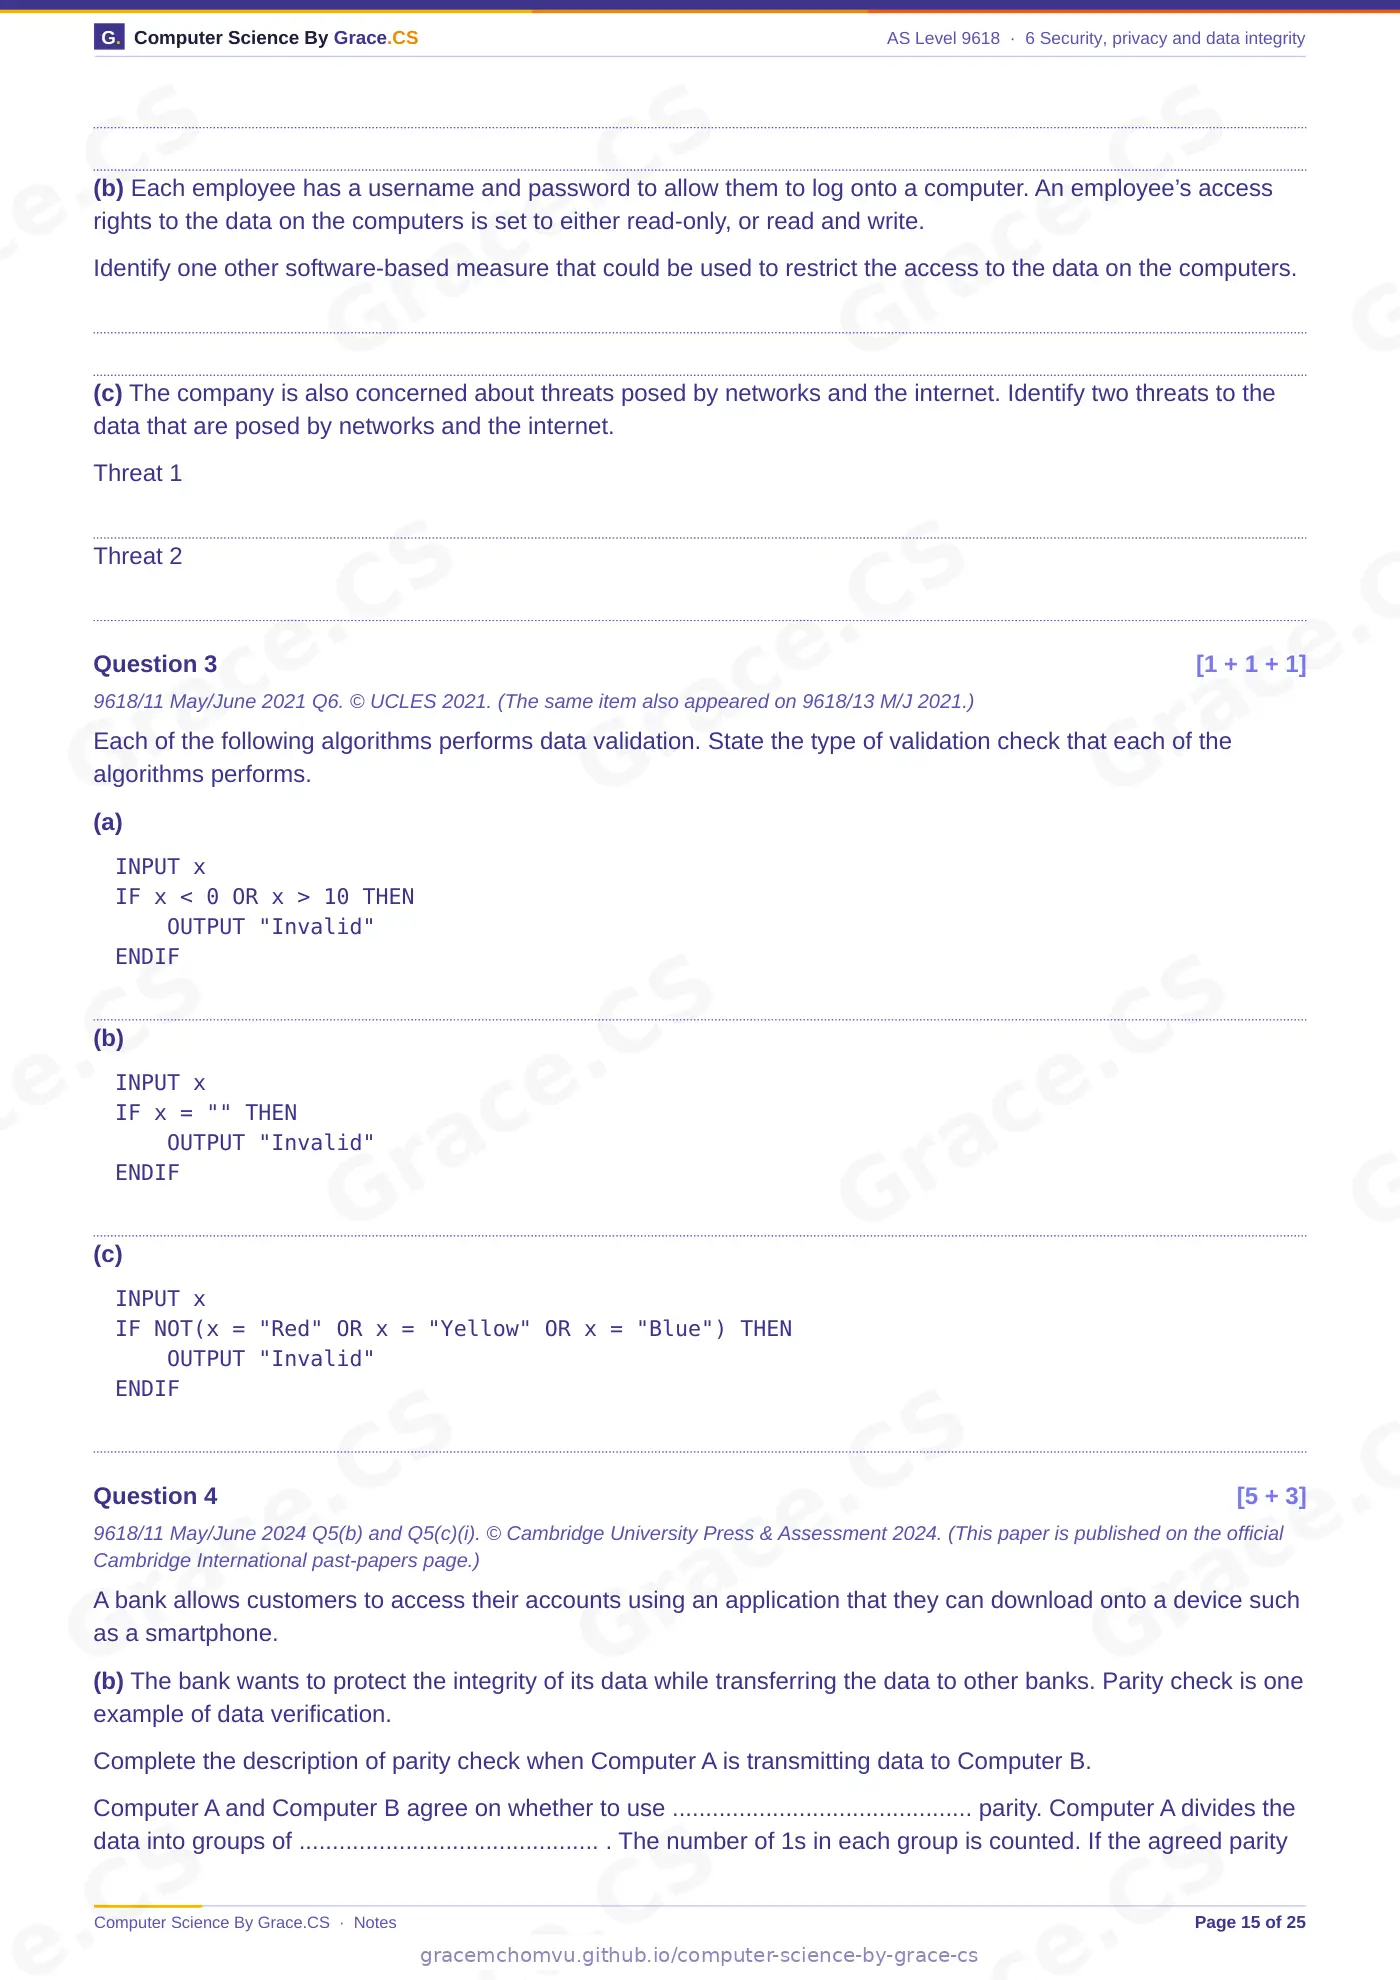 G. Computer Science By Grace.CS
AS Level 9618 · 6 Security, privacy and data integrity
(b) Each employee has a username and password to allow them to log onto a computer. An employee’s access
rights to the data on the computers is set to either read-only, or read and write.
Identify one other software-based measure that could be used to restrict the access to the data on the computers.
(c) The company is also concerned about threats posed by networks and the internet. Identify two threats to the
data that are posed by networks and the internet.
Threat 1
Threat 2
Question 3 [1 + 1 + 1]
9618/11 May/June 2021 Q6. © UCLES 2021. (The same item also appeared on 9618/13 M/J 2021.)
Each of the following algorithms performs data validation. State the type of validation check that each of the
algorithms performs.
(a)
INPUT x
IF x < 0 OR x > 10 THEN
    OUTPUT "Invalid"
ENDIF
(b)
INPUT x
IF x = "" THEN
    OUTPUT "Invalid"
ENDIF
(c)
INPUT x
IF NOT(x = "Red" OR x = "Yellow" OR x = "Blue") THEN
    OUTPUT "Invalid"
ENDIF
Question 4 [5 + 3]
9618/11 May/June 2024 Q5(b) and Q5(c)(i). © Cambridge University Press & Assessment 2024. (This paper is published on the official
Cambridge International past-papers page.)
A bank allows customers to access their accounts using an application that they can download onto a device such
as a smartphone.
(b) The bank wants to protect the integrity of its data while transferring the data to other banks. Parity check is one
example of data verification.
Complete the description of parity check when Computer A is transmitting data to Computer B.
Computer A and Computer B agree on whether to use ............................................. parity. Computer A divides the
data into groups of ............................................. . The number of 1s in each group is counted. If the agreed parity
Computer Science By Grace.CS · Notes
Page 15 of 25
gracemchomvu.github.io/computer-science-by-grace-cs